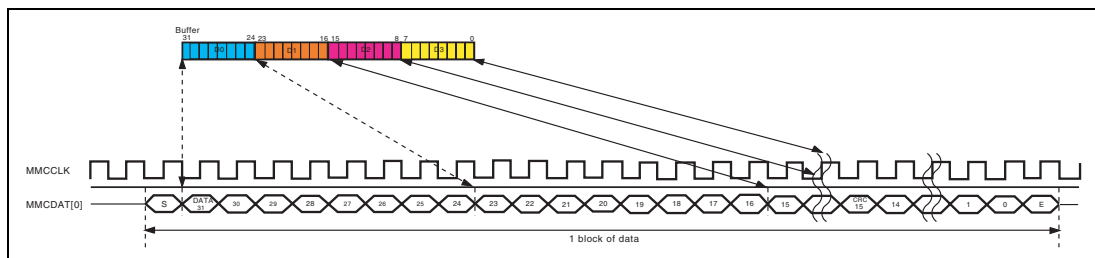 Buffer
31 24 23 16 15 8 7 0
D0 D1 D2 D3
MMCCLK
MMCDAT[0] S DATA 31 30 29 28 27 26 25 24 23 22 21 20 19 18 17 16 15 CRC 15 14 1 0 E
1 block of data